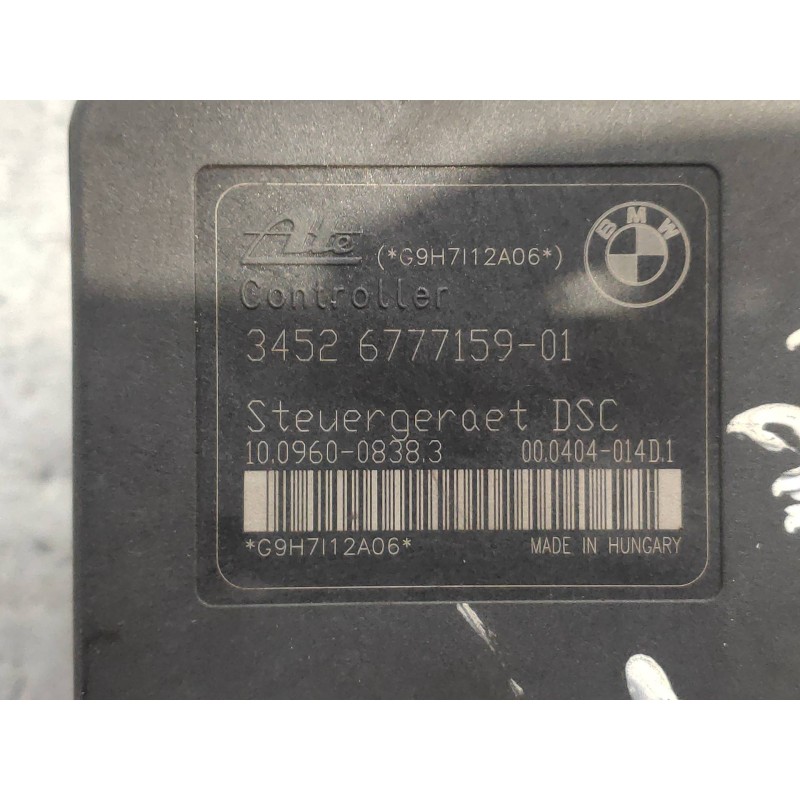 Ate (*G9H7I12A06*)
BMW
Controller
3452 6777159-01
Steuergeraet DSC
10.0960-0838.3 00.0404-014D.1
*G9H7I12A06* MADE IN HUNGARY